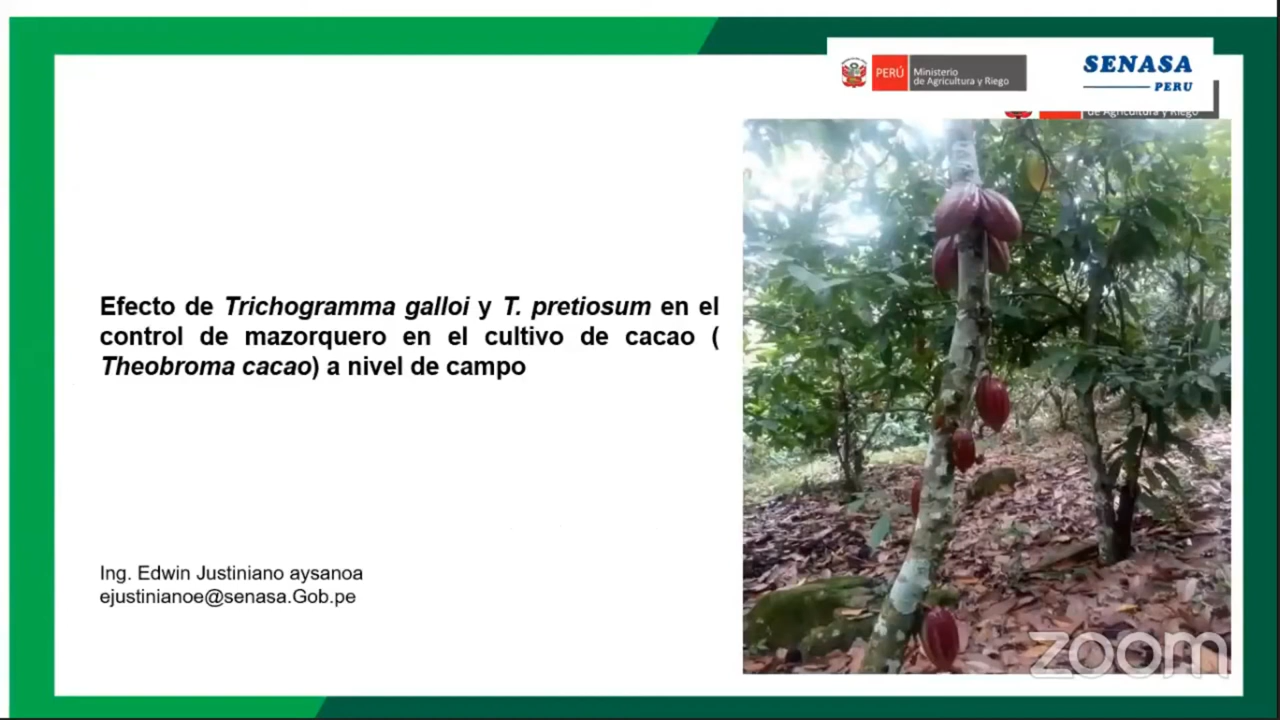 PERÚ
Ministerio
de Agricultura y Riego
SENASA
PERU
de Agricultura y Riego
Efecto de Trichogramma galloi y T. pretiosum en el
control de mazorquero en el cultivo de cacao (
Theobroma cacao) a nivel de campo
Ing. Edwin Justiniano aysanoa
ejustinianoe@senasa.Gob.pe
zoom